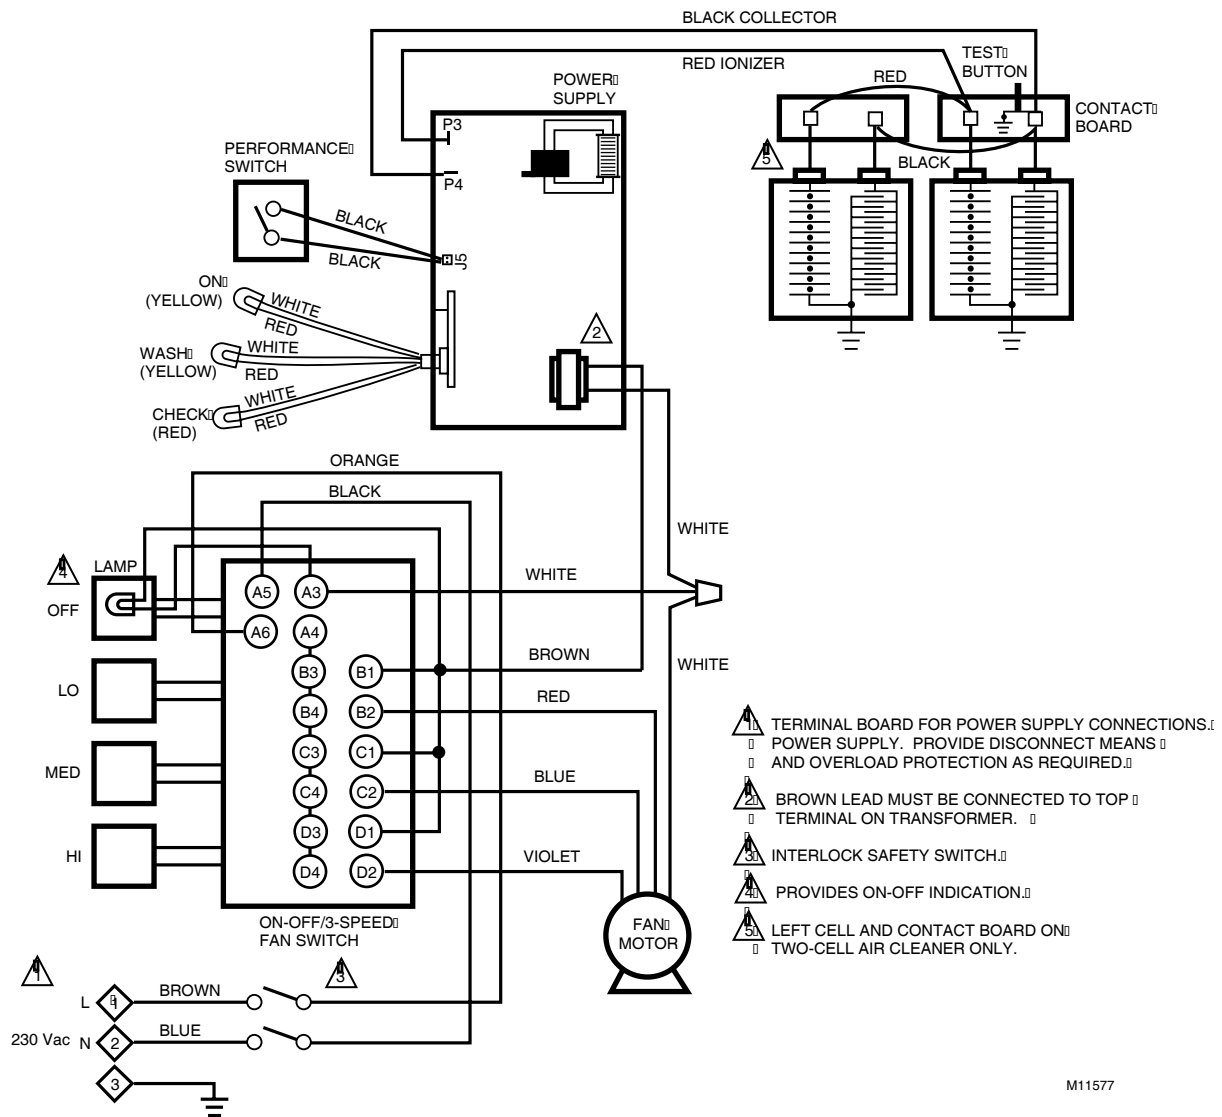 BLACK COLLECTOR
RED IONIZER
TEST
BUTTON
RED
POWER
SUPPLY
CONTACT
BOARD
P3
PERFORMANCE
SWITCH
BLACK
5
P4
BLACK
BLACK
J5
ON
(YELLOW)
WHITE
RED
2
WASH
(YELLOW)
WHITE
RED
CHECK
(RED)
WHITE
RED
ORANGE
BLACK
WHITE
4
LAMP
OFF
A5
A3
WHITE
A6
A4
B3
B1
BROWN
WHITE
LO
B4
B2
RED
C3
C1
MED
C4
C2
BLUE
D3
D1
HI
D4
D2
VIOLET
ON-OFF/3-SPEED
FAN SWITCH
FAN
MOTOR
1 TERMINAL BOARD FOR POWER SUPPLY CONNECTIONS.
POWER SUPPLY. PROVIDE DISCONNECT MEANS
AND OVERLOAD PROTECTION AS REQUIRED.
2 BROWN LEAD MUST BE CONNECTED TO TOP
TERMINAL ON TRANSFORMER.
3 INTERLOCK SAFETY SWITCH.
4 PROVIDES ON-OFF INDICATION.
5 LEFT CELL AND CONTACT BOARD ON
TWO-CELL AIR CLEANER ONLY.
1
3
L 1 BROWN
230 Vac N 2 BLUE
3
M11577